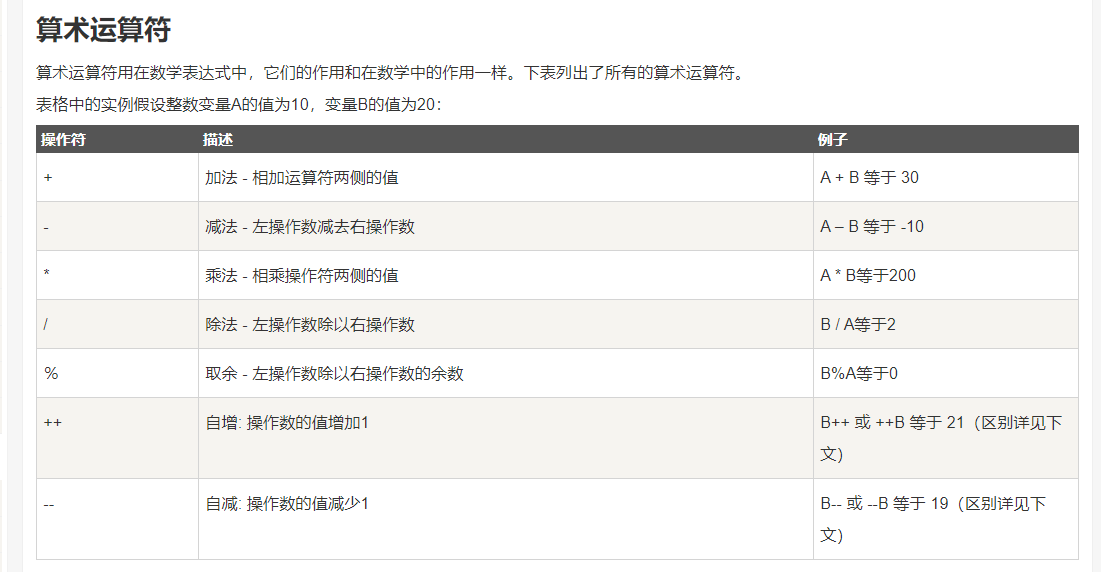 算术运算符
算术运算符用在数学表达式中，它们的作用和在数学中的作用一样。下表列出了所有的算术运算符。
表格中的实例假设整数变量A的值为10，变量B的值为20：
操作符 描述 例子
+ 加法 - 相加运算符两侧的值 A + B 等于 30
- 减法 - 左操作数减去右操作数 A – B 等于 -10
* 乘法 - 相乘操作符两侧的值 A * B等于200
/ 除法 - 左操作数除以右操作数 B / A等于2
% 取余 - 左操作数除以右操作数的余数 B%A等于0
++ 自增: 操作数的值增加1 B++ 或 ++B 等于 21（区别详见下
文）
-- 自减: 操作数的值减少1 B-- 或 --B 等于 19（区别详见下
文）